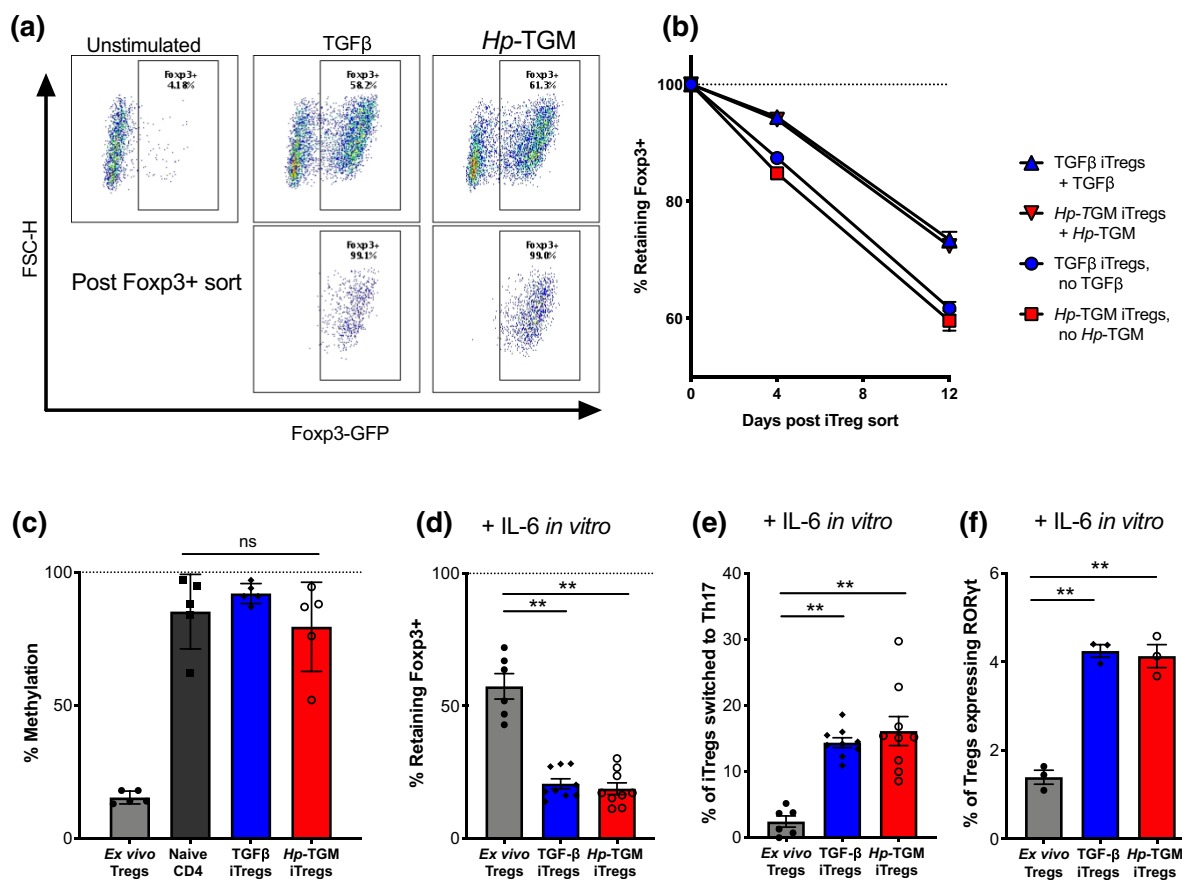 (a)
Unstimulated
TGFβ
Hp-TGM
Foxp3+
4.18%
Foxp3+
58.2%
Foxp3+
61.3%
Post Foxp3+ sort
Foxp3+
99.1%
Foxp3+
99.0%
FSC-H
Foxp3-GFP
(b)
% Retaining Foxp3+
100
80
60
0
4
12
Days post iTreg sort
TGFβ iTregs
+ TGFβ
Hp-TGM iTregs
+ Hp-TGM
TGFβ iTregs,
no TGFβ
Hp-TGM iTregs,
no Hp-TGM
(c)
ns
% Methylation
100
50
0
Ex vivo
Tregs
Naive
CD4
TGFβ
iTregs
Hp-TGM
iTregs
(d)
+ IL-6 in vitro
**
**
% Retaining Foxp3+
100
50
0
Ex vivo
Tregs
TGF-β
iTregs
Hp-TGM
iTregs
(e)
+ IL-6 in vitro
**
**
% of iTregs switched to Th17
40
30
20
10
0
Ex vivo
Tregs
TGF-β
iTregs
Hp-TGM
iTregs
(f)
+ IL-6 in vitro
**
**
% of Tregs expressing RORγt
6
4
2
0
Ex vivo
Tregs
TGF-β
iTregs
Hp-TGM
iTregs